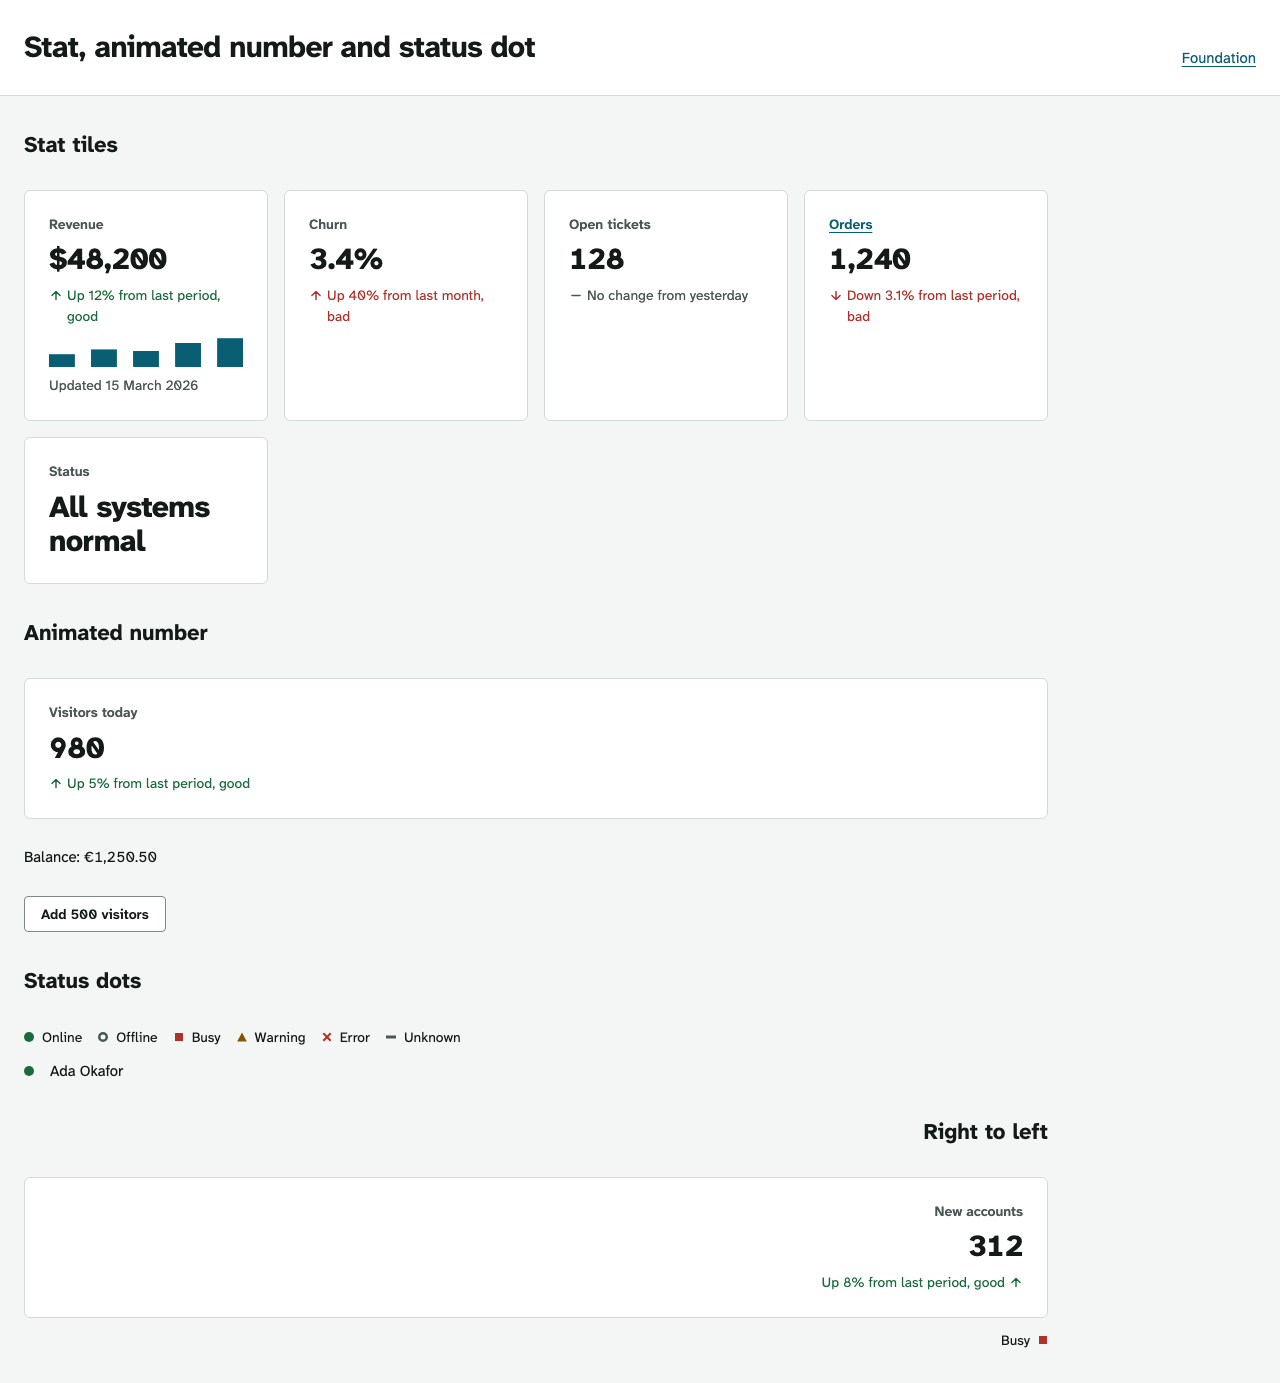 Stat, animated number and status dot
Foundation
Stat tiles
Revenue
$48,200
↑ Up 12% from last period,
good
Updated 15 March 2026
Churn
3.4%
↑ Up 40% from last month,
bad
Open tickets
128
— No change from yesterday
Orders
1,240
↓ Down 3.1% from last period,
bad
Status
All systems
normal
Animated number
Visitors today
980
↑ Up 5% from last period, good
Balance: €1,250.50
Add 500 visitors
Status dots
Online Offline Busy Warning Error Unknown
Ada Okafor
Right to left
New accounts
312
Up 8% from last period, good ↑
Busy